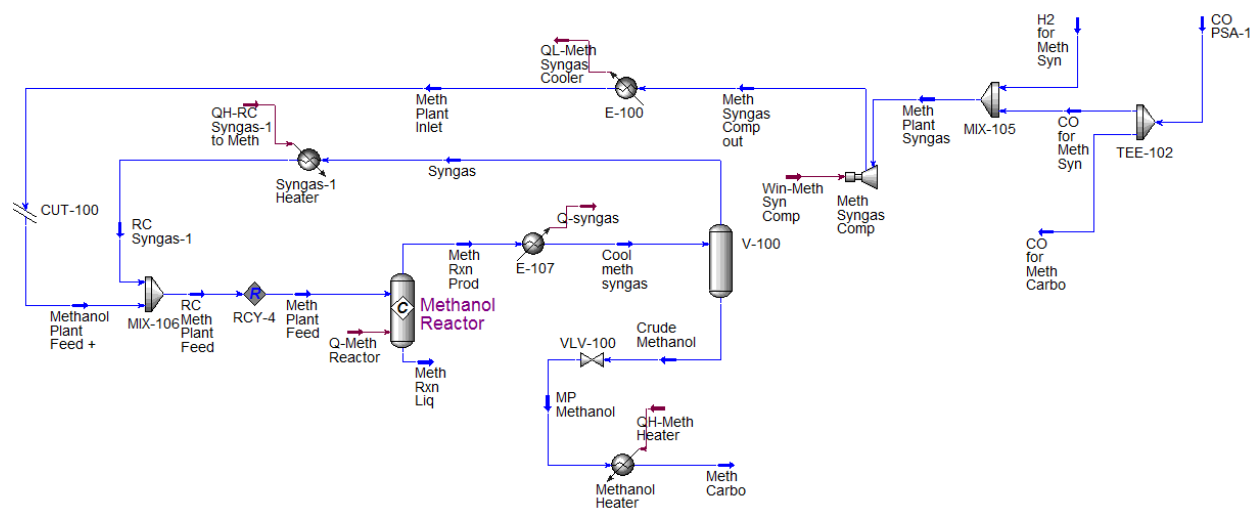 H2
for
Meth
Syn
CO
PSA-1
QL-Meth
Syngas
Cooler
E-100
Meth
Plant
Inlet
Meth
Syngas
Comp
out
Meth
Plant
Syngas
MIX-105
CO
for
Meth
Syn
TEE-102
QH-RC
Syngas-1
to Meth
Syngas-1
Heater
Syngas
Win-Meth
Syn
Comp
Meth
Syngas
Comp
CO
for
Meth
Carbo
CUT-100
RC
Syngas-1
Q-syngas
Meth
Rxn
Prod
E-107
Cool
meth
syngas
V-100
Methanol
Plant
Feed +
MIX-106
RC
Meth
Plant
Feed
R
RCY-4
Meth
Plant
Feed
C
Methanol
Reactor
Q-Meth
Reactor
Meth
Rxn
Liq
Crude
Methanol
VLV-100
MP
Methanol
QH-Meth
Heater
Methanol
Heater
Meth
Carbo